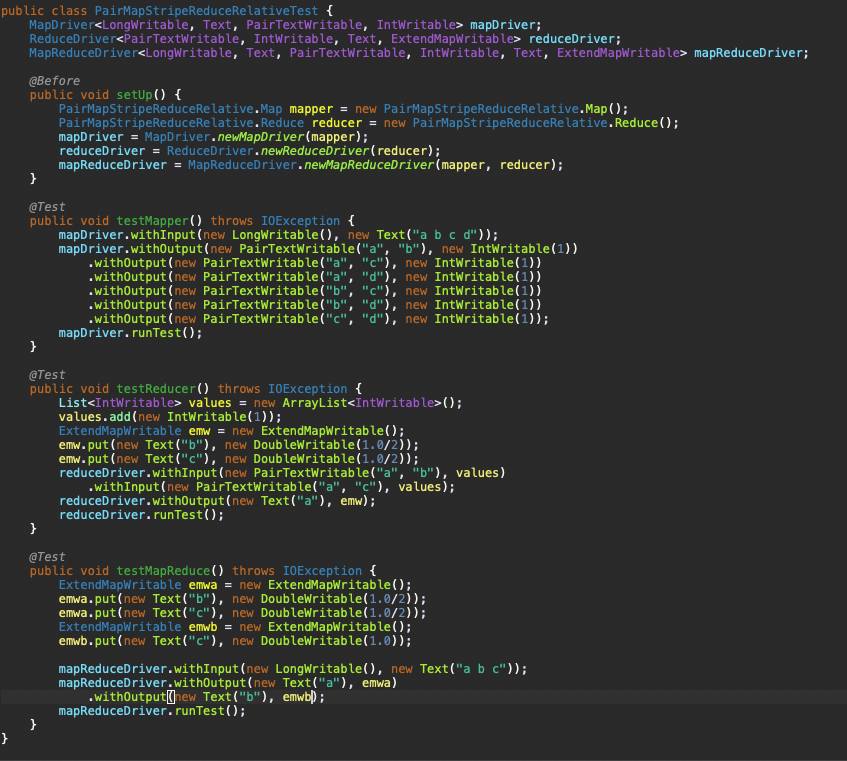 public class PairMapStripeReduceRelativeTest {
    MapDriver<LongWritable, Text, PairTextWritable, IntWritable> mapDriver;
    ReduceDriver<PairTextWritable, IntWritable, Text, ExtendMapWritable> reduceDriver;
    MapReduceDriver<LongWritable, Text, PairTextWritable, IntWritable, Text, ExtendMapWritable> mapReduceDriver;

    @Before
    public void setUp() {
        PairMapStripeReduceRelative.Map mapper = new PairMapStripeReduceRelative.Map();
        PairMapStripeReduceRelative.Reduce reducer = new PairMapStripeReduceRelative.Reduce();
        mapDriver = MapDriver.newMapDriver(mapper);
        reduceDriver = ReduceDriver.newReduceDriver(reducer);
        mapReduceDriver = MapReduceDriver.newMapReduceDriver(mapper, reducer);
    }

    @Test
    public void testMapper() throws IOException {
        mapDriver.withInput(new LongWritable(), new Text("a b c d"));
        mapDriver.withOutput(new PairTextWritable("a", "b"), new IntWritable(1))
            .withOutput(new PairTextWritable("a", "c"), new IntWritable(1))
            .withOutput(new PairTextWritable("a", "d"), new IntWritable(1))
            .withOutput(new PairTextWritable("b", "c"), new IntWritable(1))
            .withOutput(new PairTextWritable("b", "d"), new IntWritable(1))
            .withOutput(new PairTextWritable("c", "d"), new IntWritable(1));
        mapDriver.runTest();
    }

    @Test
    public void testReducer() throws IOException {
        List<IntWritable> values = new ArrayList<IntWritable>();
        values.add(new IntWritable(1));
        ExtendMapWritable emw = new ExtendMapWritable();
        emw.put(new Text("b"), new DoubleWritable(1.0/2));
        emw.put(new Text("c"), new DoubleWritable(1.0/2));
        reduceDriver.withInput(new PairTextWritable("a", "b"), values)
            .withInput(new PairTextWritable("a", "c"), values);
        reduceDriver.withOutput(new Text("a"), emw);
        reduceDriver.runTest();
    }

    @Test
    public void testMapReduce() throws IOException {
        ExtendMapWritable emwa = new ExtendMapWritable();
        emwa.put(new Text("b"), new DoubleWritable(1.0/2));
        emwa.put(new Text("c"), new DoubleWritable(1.0/2));
        ExtendMapWritable emwb = new ExtendMapWritable();
        emwb.put(new Text("c"), new DoubleWritable(1.0));

        mapReduceDriver.withInput(new LongWritable(), new Text("a b c"));
        mapReduceDriver.withOutput(new Text("a"), emwa)
            .withOutput(new Text("b"), emwb);
        mapReduceDriver.runTest();
    }
}